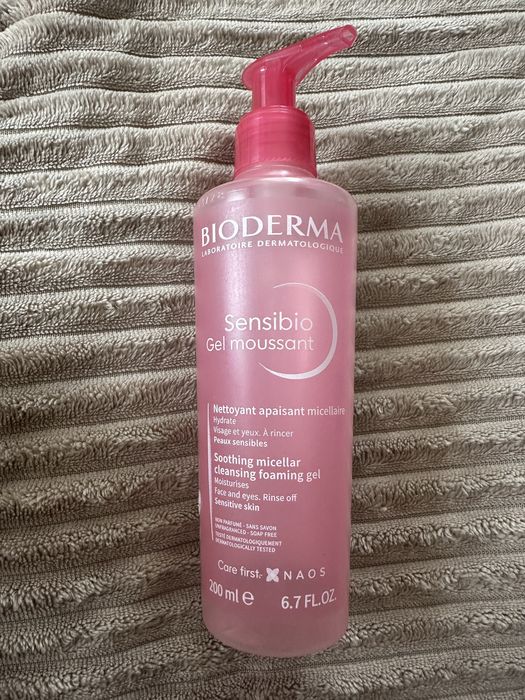 BIODERMA
LABORATOIRE DERMATOLOGIQUE
Sensibio
Gel moussant
Nettoyant apaisant micellaire
Hydrate
Visage et yeux. À rincer
Peaux sensibles
Soothing micellar
cleansing foaming gel
Moisturises
Face and eyes. Rinse off
Sensitive skin
NON PARFUMÉ - SANS SAVON
UNFRAGRANCED - SOAP FREE
TESTÉ DERMATOLOGIQUEMENT
DERMATOLOGICALLY TESTED
Care first. NAOS
200 ml e 6.7 FL.OZ.